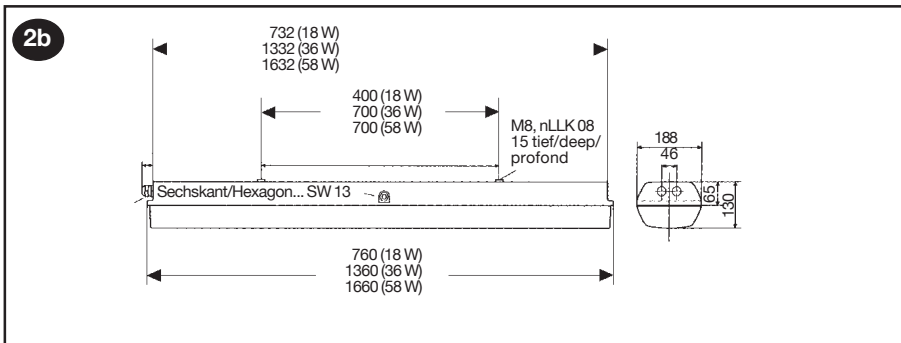 2b
732 (18 W)
1332 (36 W)
1632 (58 W)
400 (18 W)
700 (36 W)
700 (58 W)
M8, nLLK 08
15 tief/deep/
profond
188
46
Sechskant/Hexagon... SW 13
65
130
760 (18 W)
1360 (36 W)
1660 (58 W)